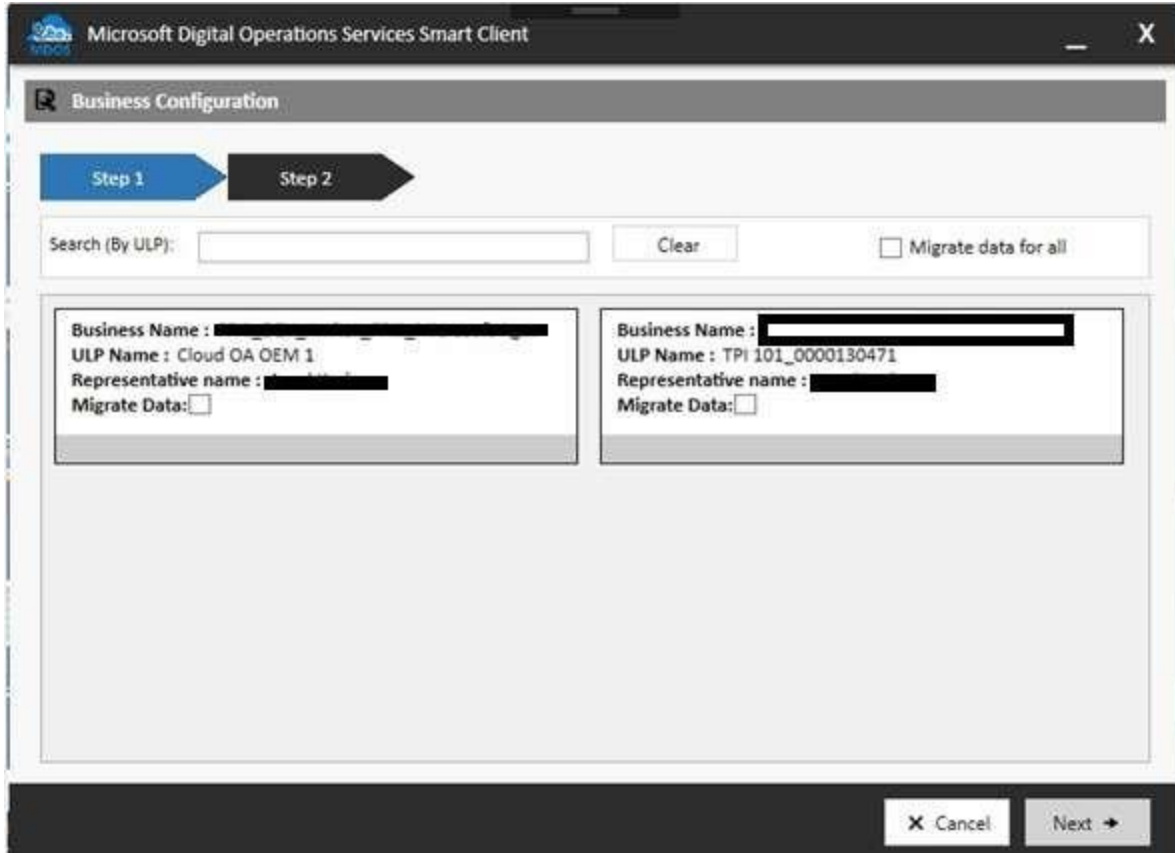 MDOS Microsoft Digital Operations Services Smart Client _ X
Business Configuration
Step 1 Step 2
Search (By ULP): Clear Migrate data for all
Business Name :
ULP Name : Cloud OA OEM 1
Representative name :
Migrate Data:
Business Name :
ULP Name : TPI 101_0000130471
Representative name :
Migrate Data:
X Cancel Next →